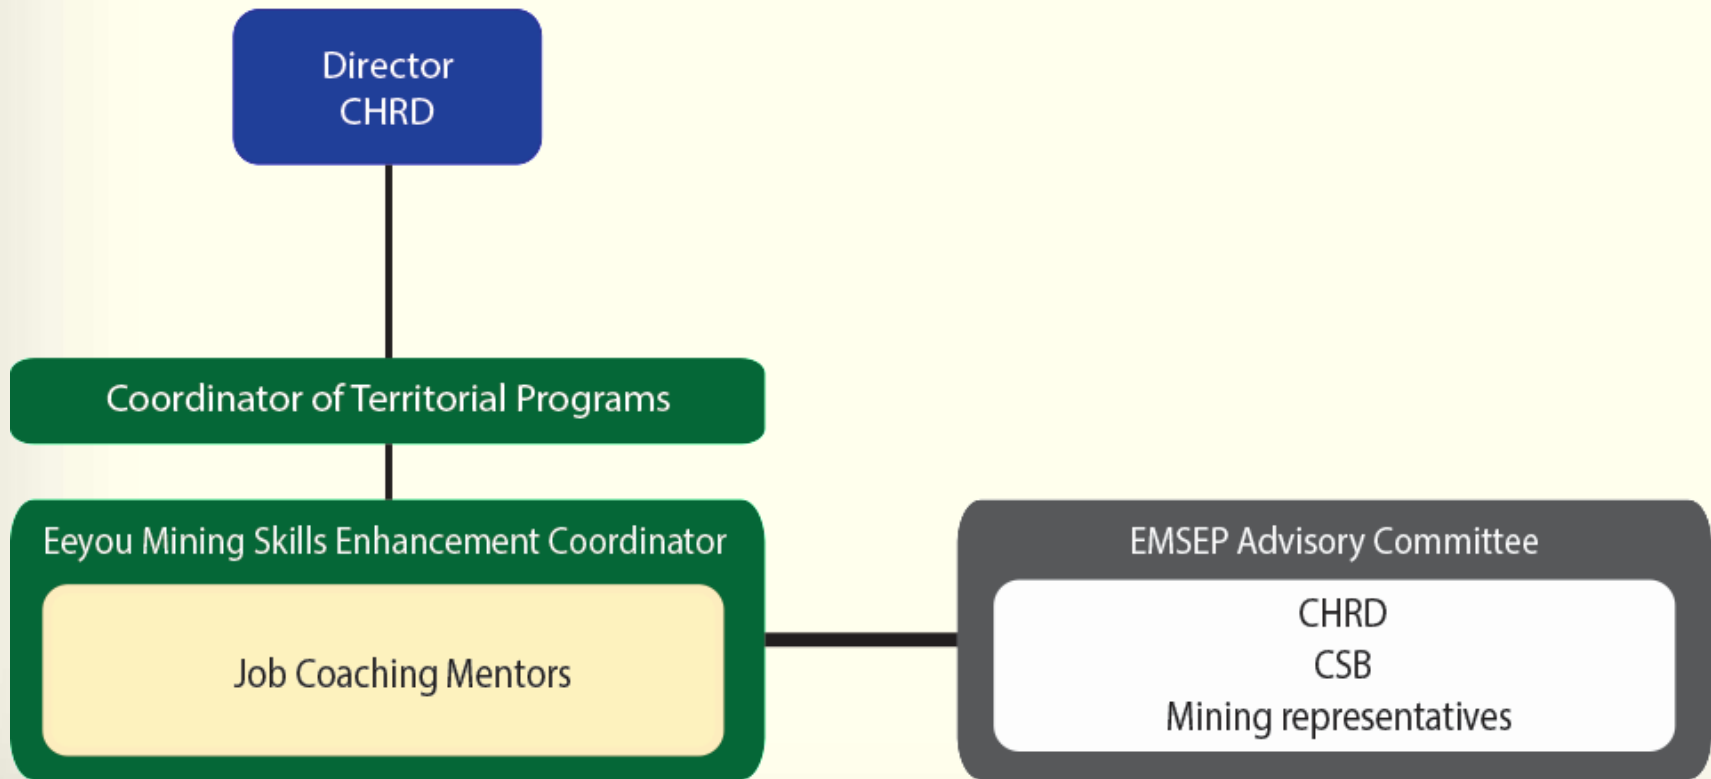 Director
CHRD
Coordinator of Territorial Programs
Eeyou Mining Skills Enhancement Coordinator
Job Coaching Mentors
EMSEP Advisory Committee
CHRD
CSB
Mining representatives